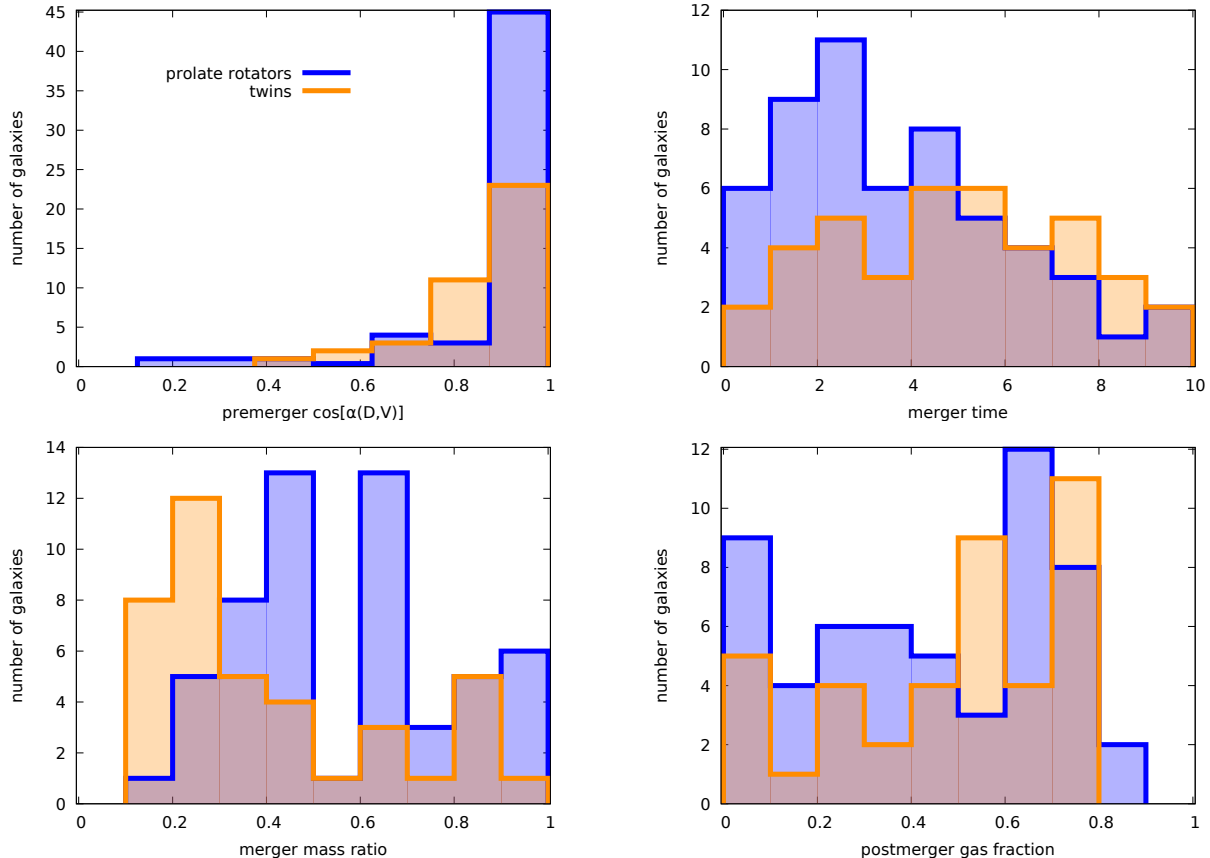 number of galaxies
45
40
35
30
25
20
15
10
5
0
prolate rotators
twins
0 0.2 0.4 0.6 0.8 1
premerger cos[α(D,V)]
number of galaxies
12
10
8
6
4
2
0
0 2 4 6 8 10
merger time
number of galaxies
14
12
10
8
6
4
2
0
0 0.2 0.4 0.6 0.8 1
merger mass ratio
number of galaxies
12
10
8
6
4
2
0
0 0.2 0.4 0.6 0.8 1
postmerger gas fraction